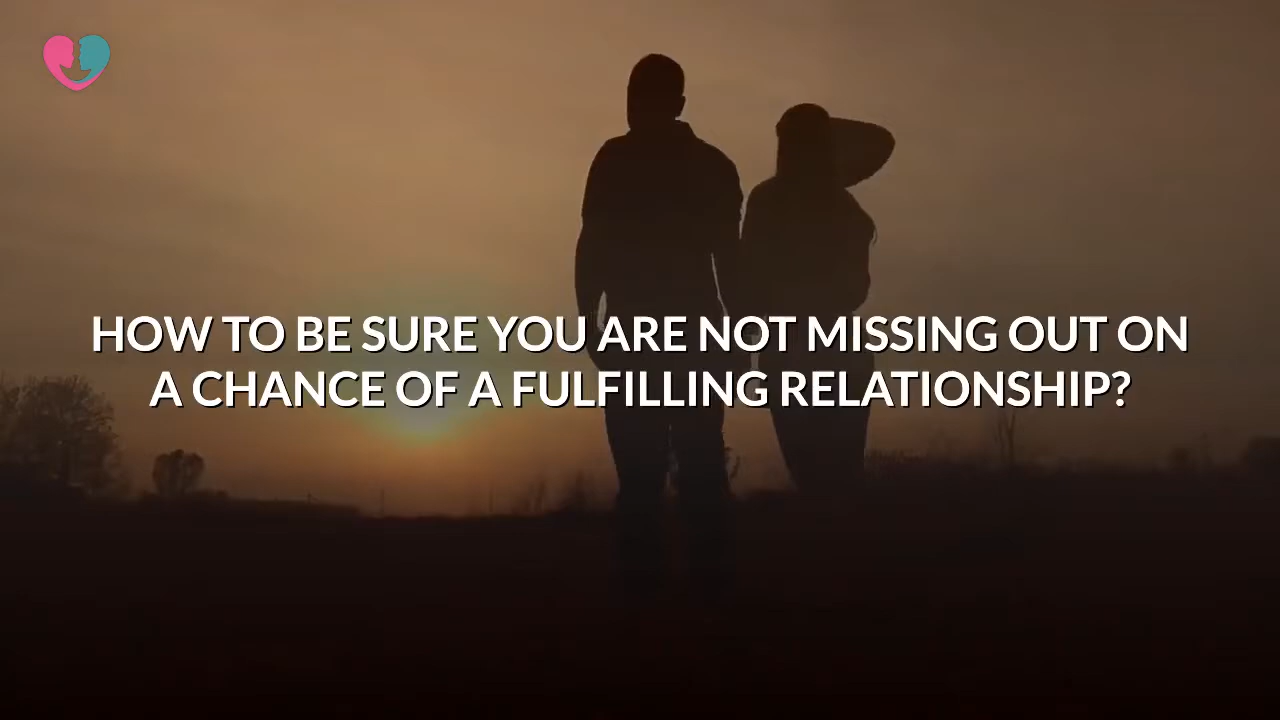 HOW TO BE SURE YOU ARE NOT MISSING OUT ON
A CHANCE OF A FULFILLING RELATIONSHIP?